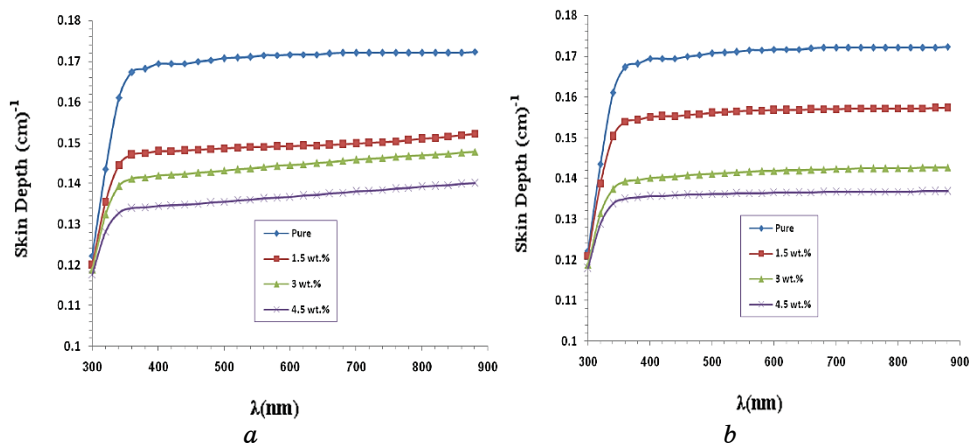 0.18
0.17
0.16
0.15
0.14
0.13
0.12
0.11
0.1
Skin Depth (cm)-1
300 400 500 600 700 800 900
λ(nm)
Pure
1.5 wt.%
3 wt.%
4.5 wt.%
a
0.18
0.17
0.16
0.15
0.14
0.13
0.12
0.11
0.1
Skin Depth (cm)-1
300 400 500 600 700 800 900
λ(nm)
Pure
1.5 wt.%
3 wt.%
4.5 wt.%
b